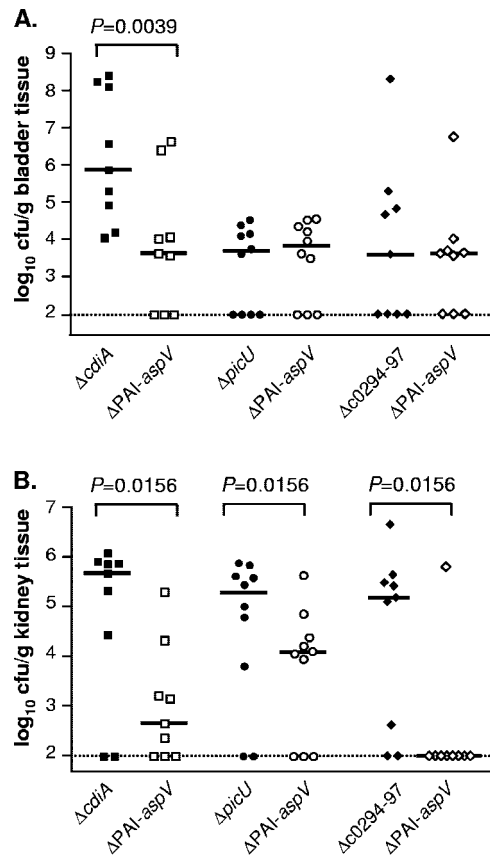 A.
P=0.0039
log10 cfu/g bladder tissue
9
8
7
6
5
4
3
2
ΔcdiA
ΔPAI-aspV
ΔpicU
ΔPAI-aspV
Δc0294-97
ΔPAI-aspV
B.
P=0.0156 P=0.0156 P=0.0156
log10 cfu/g kidney tissue
7
6
5
4
3
2
ΔcdiA
ΔPAI-aspV
ΔpicU
ΔPAI-aspV
Δc0294-97
ΔPAI-aspV